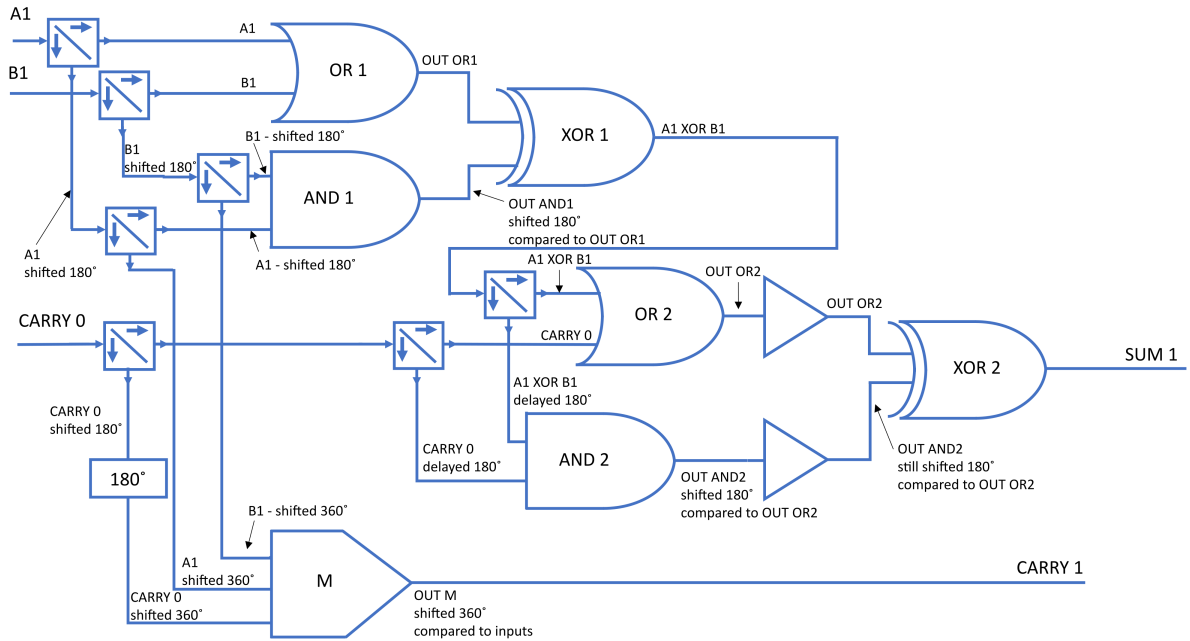 A1
A1
OR 1
OUT OR1
B1
B1
XOR 1
A1 XOR B1
B1 - shifted 180˚
B1
shifted 180˚
AND 1
OUT AND1
shifted 180˚
compared to OUT OR1
A1
shifted 180˚
A1 - shifted 180˚
A1 XOR B1
OUT OR2
OUT OR2
OR 2
CARRY 0
CARRY 0
SUM 1
XOR 2
A1 XOR B1
delayed 180˚
CARRY 0
shifted 180˚
CARRY 0
delayed 180˚
AND 2
OUT AND2
still shifted 180˚
compared to OUT OR2
180˚
OUT AND2
shifted 180˚
compared to OUT OR2
B1 - shifted 360˚
A1
shifted 360˚
M
CARRY 1
CARRY 0
shifted 360˚
OUT M
shifted 360˚
compared to inputs